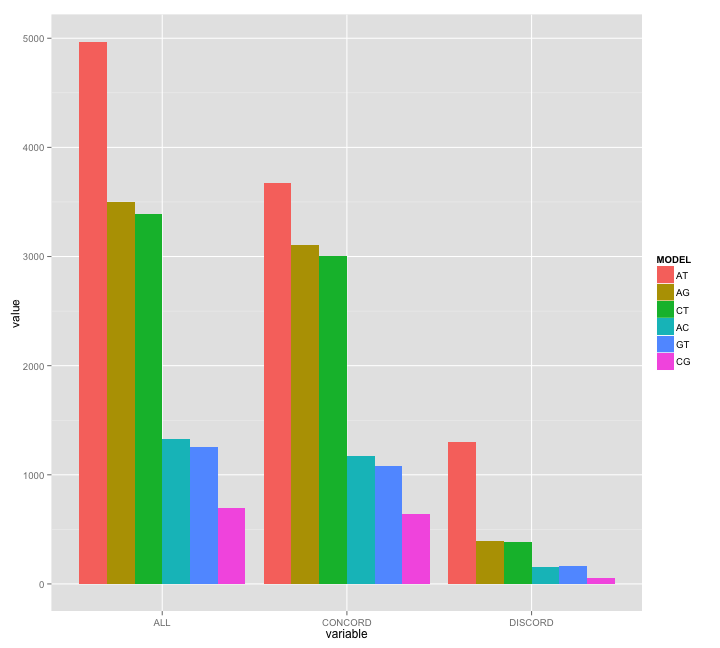 5000
4000
3000
2000
1000
0
value
ALL CONCORD DISCORD
variable
MODEL
AT
AG
CT
AC
GT
CG